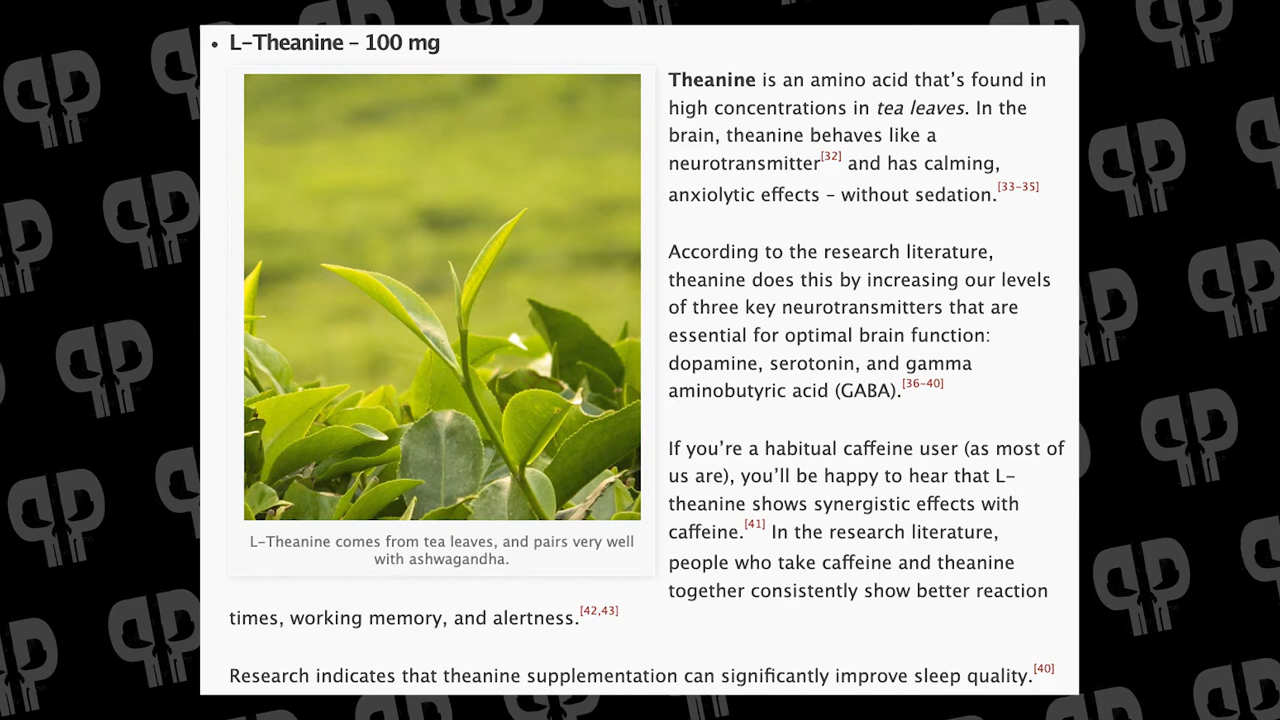 • L-Theanine – 100 mg
Theanine is an amino acid that's found in
high concentrations in tea leaves. In the
brain, theanine behaves like a
neurotransmitter[32] and has calming,
anxiolytic effects – without sedation.[33-35]
According to the research literature,
theanine does this by increasing our levels
of three key neurotransmitters that are
essential for optimal brain function:
dopamine, serotonin, and gamma
aminobutyric acid (GABA).[36-40]
If you're a habitual caffeine user (as most of
us are), you'll be happy to hear that L-
theanine shows synergistic effects with
caffeine.[41] In the research literature,
people who take caffeine and theanine
together consistently show better reaction
times, working memory, and alertness.[42,43]
L-Theanine comes from tea leaves, and pairs very well
with ashwagandha.
Research indicates that theanine supplementation can significantly improve sleep quality.[40]